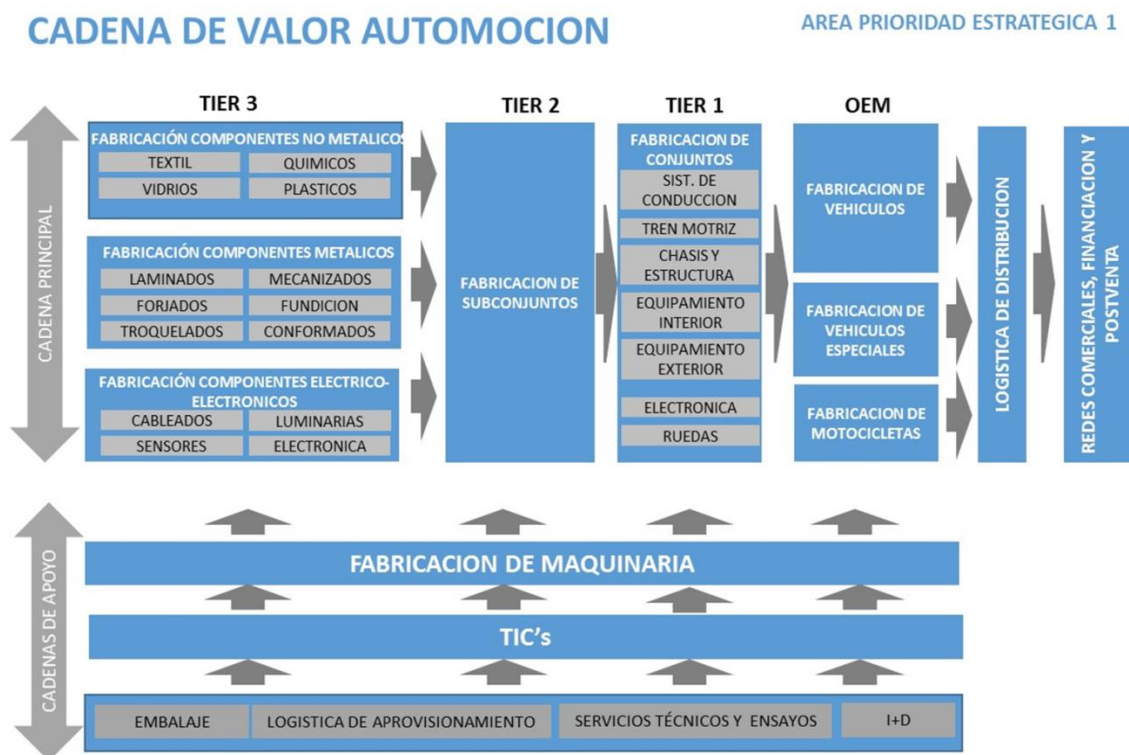 CADENA DE VALOR AUTOMOCION
AREA PRIORIDAD ESTRATEGICA 1
CADENA PRINCIPAL
TIER 3
FABRICACIÓN COMPONENTES NO METALICOS
TEXTIL
QUIMICOS
VIDRIOS
PLASTICOS
FABRICACIÓN COMPONENTES METALICOS
LAMINADOS
MECANIZADOS
FORJADOS
FUNDICION
TROQUELADOS
CONFORMADOS
FABRICACIÓN COMPONENTES ELECTRICO-
ELECTRONICOS
CABLEADOS
LUMINARIAS
SENSORES
ELECTRONICA
TIER 2
FABRICACION DE
SUBCONJUNTOS
TIER 1
FABRICACION DE
CONJUNTOS
SIST. DE
CONDUCCION
TREN MOTRIZ
CHASIS Y
ESTRUCTURA
EQUIPAMIENTO
INTERIOR
EQUIPAMIENTO
EXTERIOR
ELECTRONICA
RUEDAS
OEM
FABRICACION DE
VEHICULOS
FABRICACION DE
VEHICULOS
ESPECIALES
FABRICACION DE
MOTOCICLETAS
LOGISTICA DE DISTRIBUCION
REDES COMERCIALES, FINANCIACION Y
POSTVENTA
CADENAS DE APOYO
FABRICACION DE MAQUINARIA
TIC's
EMBALAJE
LOGISTICA DE APROVISIONAMIENTO
SERVICIOS TÉCNICOS Y ENSAYOS
I+D